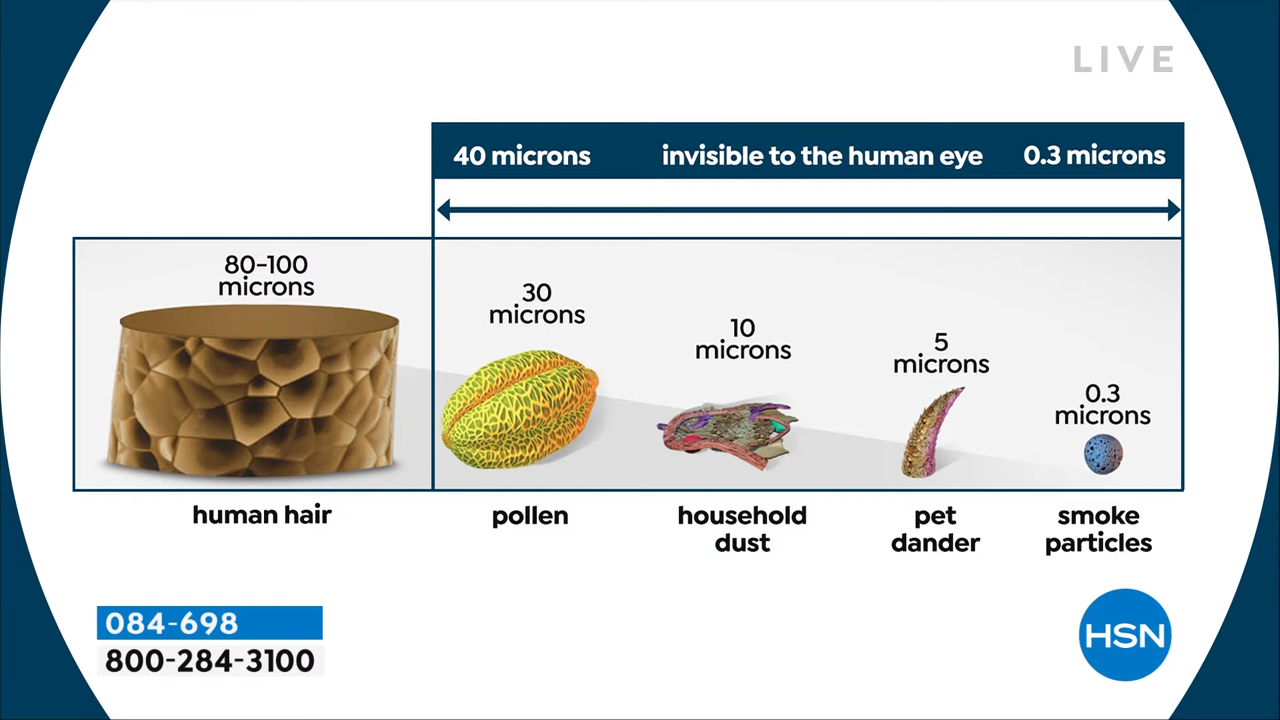 LIVE
40 microns invisible to the human eye 0.3 microns
80-100
microns
30
microns
10
microns
5
microns
0.3
microns
human hair
pollen
household
dust
pet
dander
smoke
particles
084-698
800-284-3100
HSN